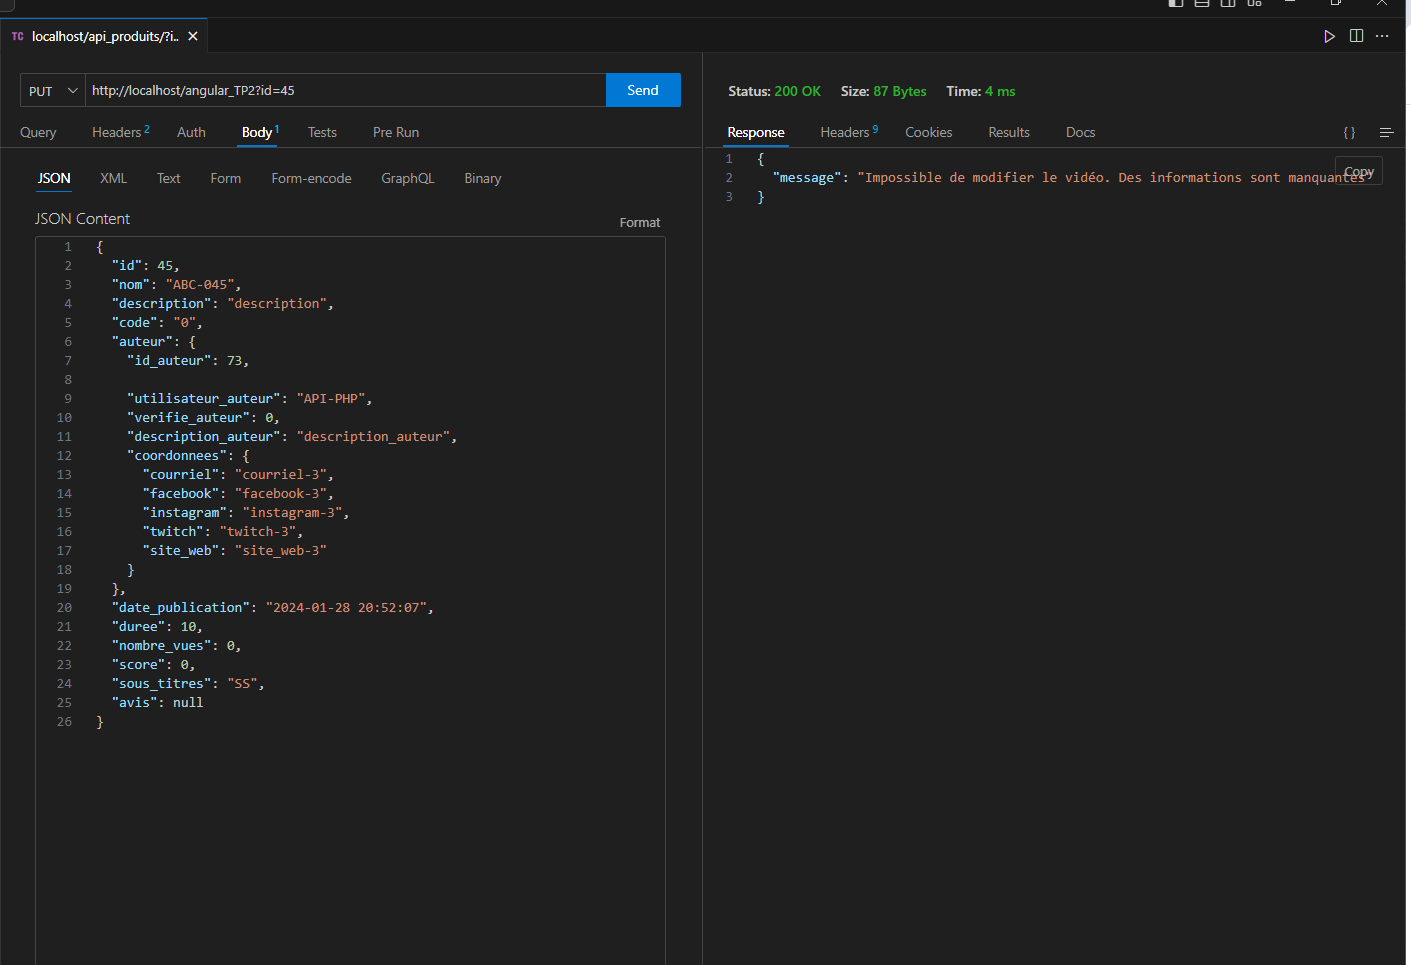 TC localhost/api_produits/?i..
PUT http://localhost/angular_TP2?id=45 Send
Query Headers 2 Auth Body 1 Tests Pre Run
JSON XML Text Form Form-encode GraphQL Binary
JSON Content Format
1 {
2 "id": 45,
3 "nom": "ABC-045",
4 "description": "description",
5 "code": "0",
6 "auteur": {
7 "id_auteur": 73,
8
9 "utilisateur_auteur": "API-PHP",
10 "verifie_auteur": 0,
11 "description_auteur": "description_auteur",
12 "coordonnees": {
13 "courriel": "courriel-3",
14 "facebook": "facebook-3",
15 "instagram": "instagram-3",
16 "twitch": "twitch-3",
17 "site_web": "site_web-3"
18 }
19 },
20 "date_publication": "2024-01-28 20:52:07",
21 "duree": 10,
22 "nombre_vues": 0,
23 "score": 0,
24 "sous_titres": "SS",
25 "avis": null
26 }
Status: 200 OK Size: 87 Bytes Time: 4 ms
Response Headers 9 Cookies Results Docs { }
Copy
1 {
2 "message": "Impossible de modifier le vidéo. Des informations sont manquantes"
3 }